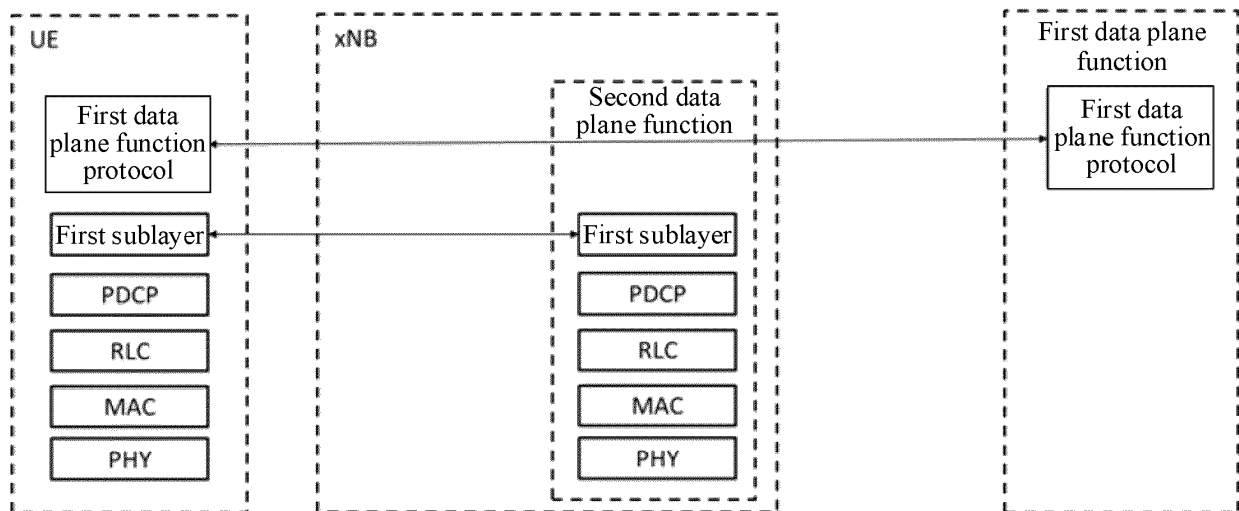 UE
First data
plane function
protocol
First sublayer
PDCP
RLC
MAC
PHY
xNB
Second data
plane function
First sublayer
PDCP
RLC
MAC
PHY
First data plane
function
First data
plane function
protocol